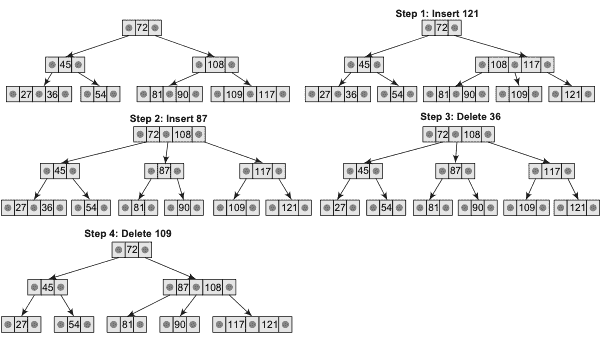 72
45 108
27 36 54 81 90 109 117
Step 1: Insert 121
72
45 108 117
27 36 54 81 90 109 121
Step 2: Insert 87
72 108
45 87 117
27 36 54 81 90 109 121
Step 3: Delete 36
72 108
45 87 117
27 54 81 90 109 121
Step 4: Delete 109
72
45 87 108
27 54 81 90 117 121